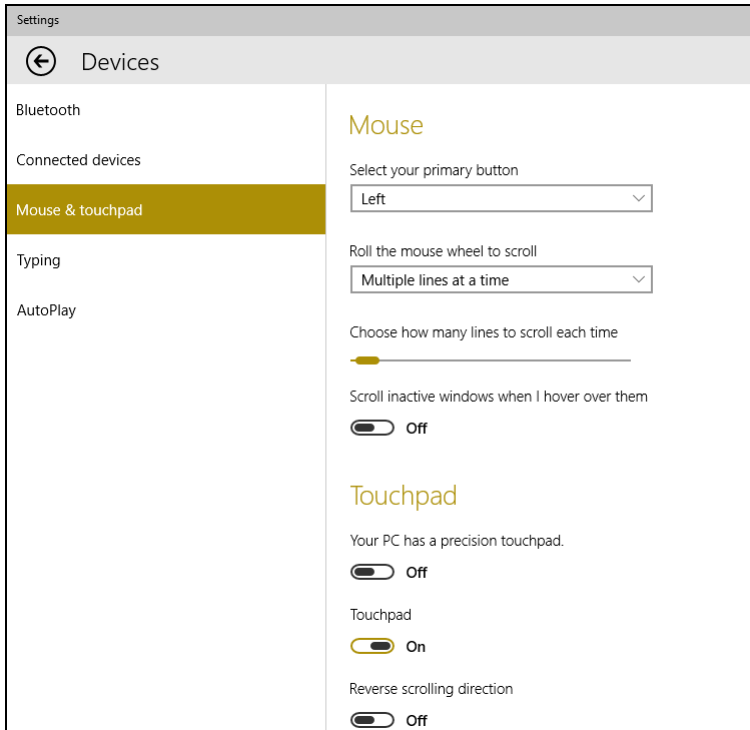 Settings
Devices
Bluetooth
Connected devices
Mouse & touchpad
Typing
AutoPlay
Mouse
Select your primary button
Left
Roll the mouse wheel to scroll
Multiple lines at a time
Choose how many lines to scroll each time
Scroll inactive windows when I hover over them
Off
Touchpad
Your PC has a precision touchpad.
Off
Touchpad
On
Reverse scrolling direction
Off